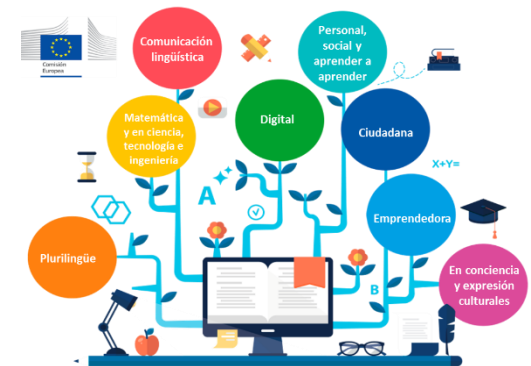 Comisión
Europea
Comunicación
lingüística
Personal,
social y
aprender a
aprender
Matemática
y en ciencia,
tecnología e
ingeniería
Digital
Ciudadana
X+Y=
A
Emprendedora
Plurilingüe
B
En conciencia
y expresión
culturales